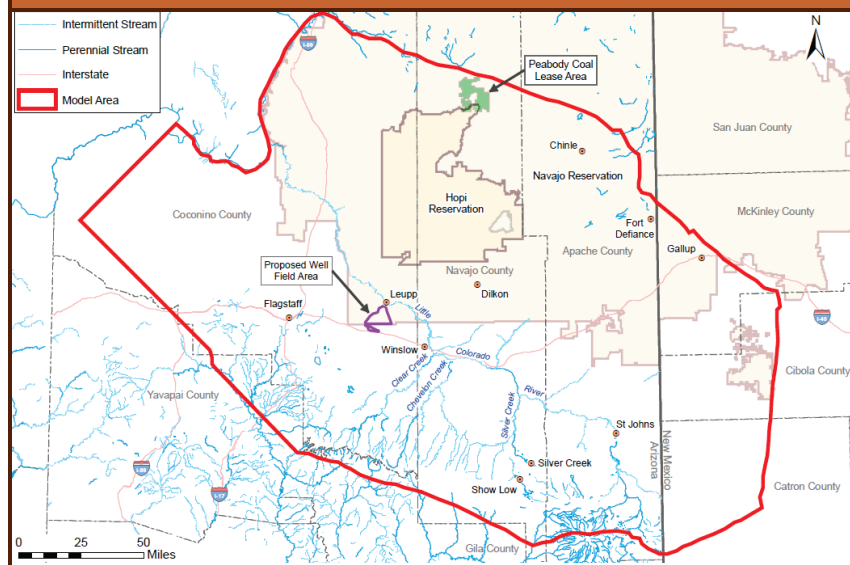 Intermittent Stream
Perennial Stream
Interstate
Model Area
N
Peabody Coal
Lease Area
San Juan County
Chinle
Navajo Reservation
Coconino County
Hopi
Reservation
McKinley County
Fort
Defiance
Apache County
Gallup
Proposed Well
Field Area
Navajo County
Leupp
Dilkon
Flagstaff
Little
I-40
Winslow
Colorado
Clear Creek
Chevelon Creek
River
Cibola County
Yavapai County
Silver Creek
St Johns
New Mexico
Arizona
Silver Creek
I-17
Show Low
Catron County
Gila County
0 25 50
Miles